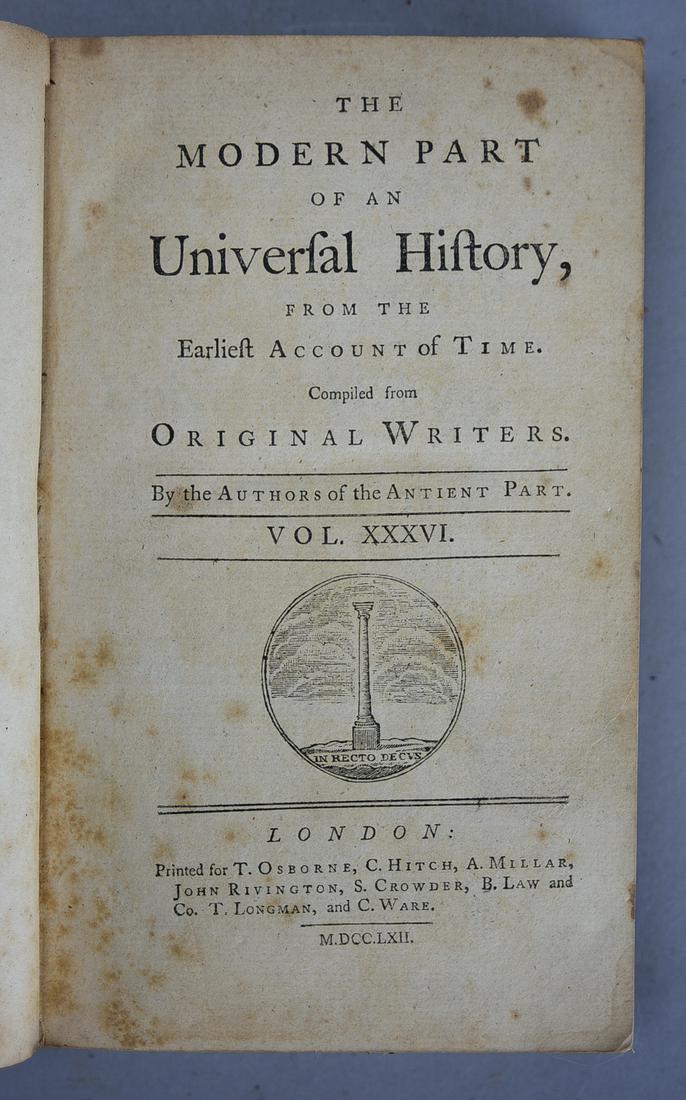 THE
MODERN PART
OF AN
Univerſal Hiſtory,
FROM THE
Earlieſt ACCOUNT of TIME.
Compiled from
ORIGINAL WRITERS.
By the AUTHORS of the ANTIENT PART.
VOL. XXXVI.
IN RECTO DECVS
LONDON:
Printed for T. OSBORNE, C. HITCH, A. MILLAR,
JOHN RIVINGTON, S. CROWDER, B. LAW and
Co. T. LONGMAN, and C. WARE.
M.DCC.LXII.